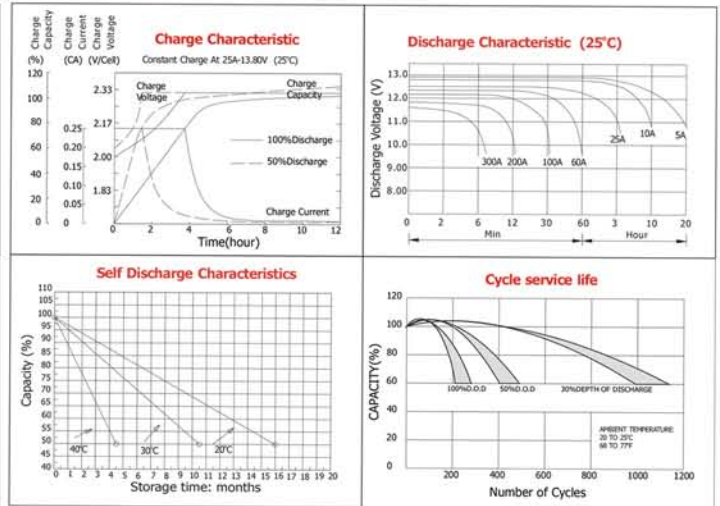 Charge Characteristic
Constant Charge At 25A-13.80V (25°C)
Charge Capacity
Charge Current
Charge Voltage
(%) (CA) (V/Cell)
120
100
80
60
40
20
0
0.25
0.20
0.15
0.10
0.05
0
2.33
2.17
2.00
1.83
Charge Voltage
Charge Capacity
100%Discharge
50%Discharge
Charge Current
0 2 4 6 8 10 12
Time(hour)
Discharge Characteristic (25°C)
Discharge Voltage (V)
13.0
12.0
11.0
10.0
9.00
8.00
300A 200A 100A 60A 25A 10A 5A
0 2 6 12 30 60 3 10 20
Min Hour
Self Discharge Characteristics
Capacity (%)
110
105
100
95
90
85
80
75
70
65
60
55
50
45
40
40°C 30°C 20°C
0 1 2 3 4 5 6 7 8 9 10 11 12 13 14 15 16 17 18 19 20
Storage time: months
Cycle service life
CAPACITY(%)
120
100
80
60
40
20
0
100%D.O.D 50%D.O.D 30%DEPTH OF DISCHARGE
AMBIENT TEMPERATURE
20 TO 25°C
68 TO 77°F
200 400 600 800 1000 1200
Number of Cycles